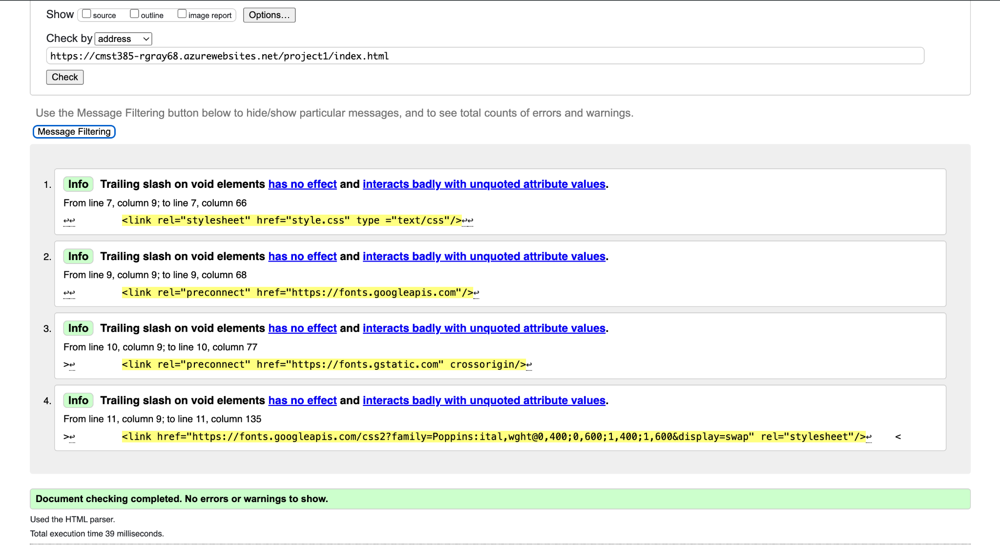 Show source outline image report Options...
Check by address
https://cmst385-rgray68.azurewebsites.net/project1/index.html
Check
Use the Message Filtering button below to hide/show particular messages, and to see total counts of errors and warnings.
Message Filtering
1. Info Trailing slash on void elements has no effect and interacts badly with unquoted attribute values.
From line 7, column 9; to line 7, column 66
↩↩ <link rel="stylesheet" href="style.css" type ="text/css"/>↩↩
2. Info Trailing slash on void elements has no effect and interacts badly with unquoted attribute values.
From line 9, column 9; to line 9, column 68
↩↩ <link rel="preconnect" href="https://fonts.googleapis.com"/>↩
3. Info Trailing slash on void elements has no effect and interacts badly with unquoted attribute values.
From line 10, column 9; to line 10, column 77
>↩ <link rel="preconnect" href="https://fonts.gstatic.com" crossorigin/>↩
4. Info Trailing slash on void elements has no effect and interacts badly with unquoted attribute values.
From line 11, column 9; to line 11, column 135
>↩ <link href="https://fonts.googleapis.com/css2?family=Poppins:ital,wght@0,400;0,600;1,400;1,600&display=swap" rel="stylesheet"/>↩ <
Document checking completed. No errors or warnings to show.
Used the HTML parser.
Total execution time 39 milliseconds.